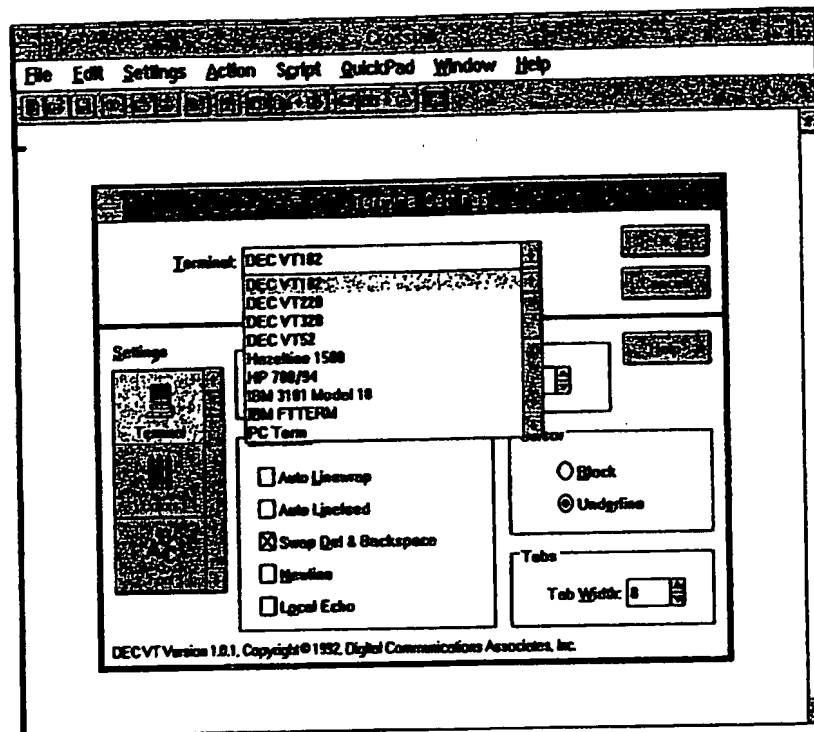 File Edit Settings Action Script QuickPad Window Help
Terminal Settings
Terminal: DEC VT102
DEC VT102
DEC VT220
DEC VT320
DEC VT52
Hazeltine 1500
HP 700/94
IBM 3101 Model 10
IBM FTTERM
PC Term
Cancel
Help
Settings
Terminal
Cursor
Auto Linewrap
Block
Auto Linefeed
Underline
Swap Del & Backspace
Newline
Tabs
Local Echo
Tab Width: 8
DEC VT Version 1.0.1, Copyright © 1992, Digital Communications Associates, Inc.